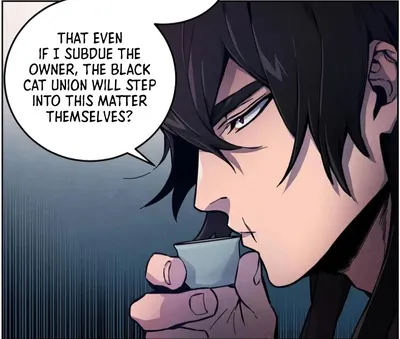 THAT EVEN
IF I SUBDUE THE
OWNER, THE BLACK
CAT UNION WILL STEP
INTO THIS MATTER
THEMSELVES?